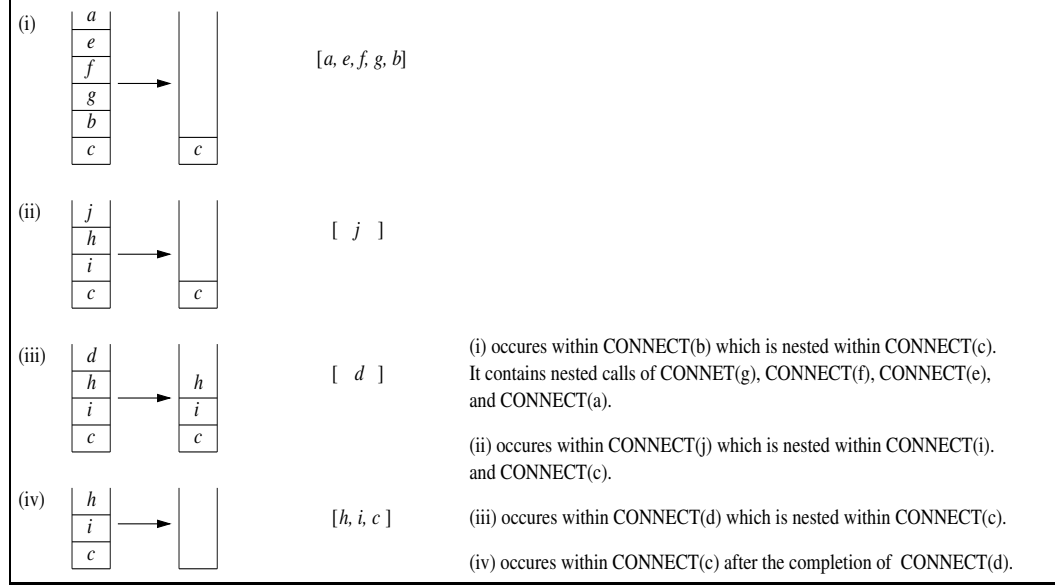 (i)
a
e
f
g
b
c
c
[a, e, f, g, b]
(ii)
j
h
i
c
c
[ j ]
(iii)
d
h
i
c
h
i
c
[ d ]
(iv)
h
i
c
[h, i, c ]
(i) occures within CONNECT(b) which is nested within CONNECT(c).
It contains nested calls of CONNET(g), CONNECT(f), CONNECT(e),
and CONNECT(a).
(ii) occures within CONNECT(j) which is nested within CONNECT(i).
and CONNECT(c).
(iii) occures within CONNECT(d) which is nested within CONNECT(c).
(iv) occures within CONNECT(c) after the completion of CONNECT(d).